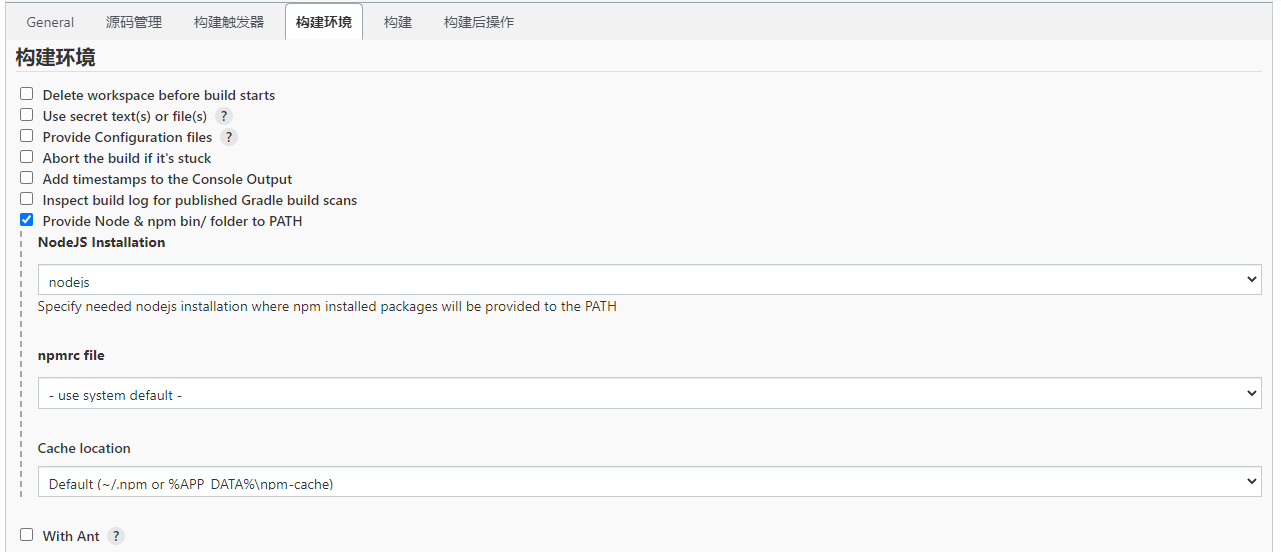 General 源码管理 构建触发器 构建环境 构建 构建后操作
构建环境
Delete workspace before build starts
Use secret text(s) or file(s) ?
Provide Configuration files ?
Abort the build if it's stuck
Add timestamps to the Console Output
Inspect build log for published Gradle build scans
Provide Node & npm bin/ folder to PATH
NodeJS Installation
nodejs
Specify needed nodejs installation where npm installed packages will be provided to the PATH
npmrc file
- use system default -
Cache location
Default (~/.npm or %APP_DATA%\npm-cache)
With Ant ?